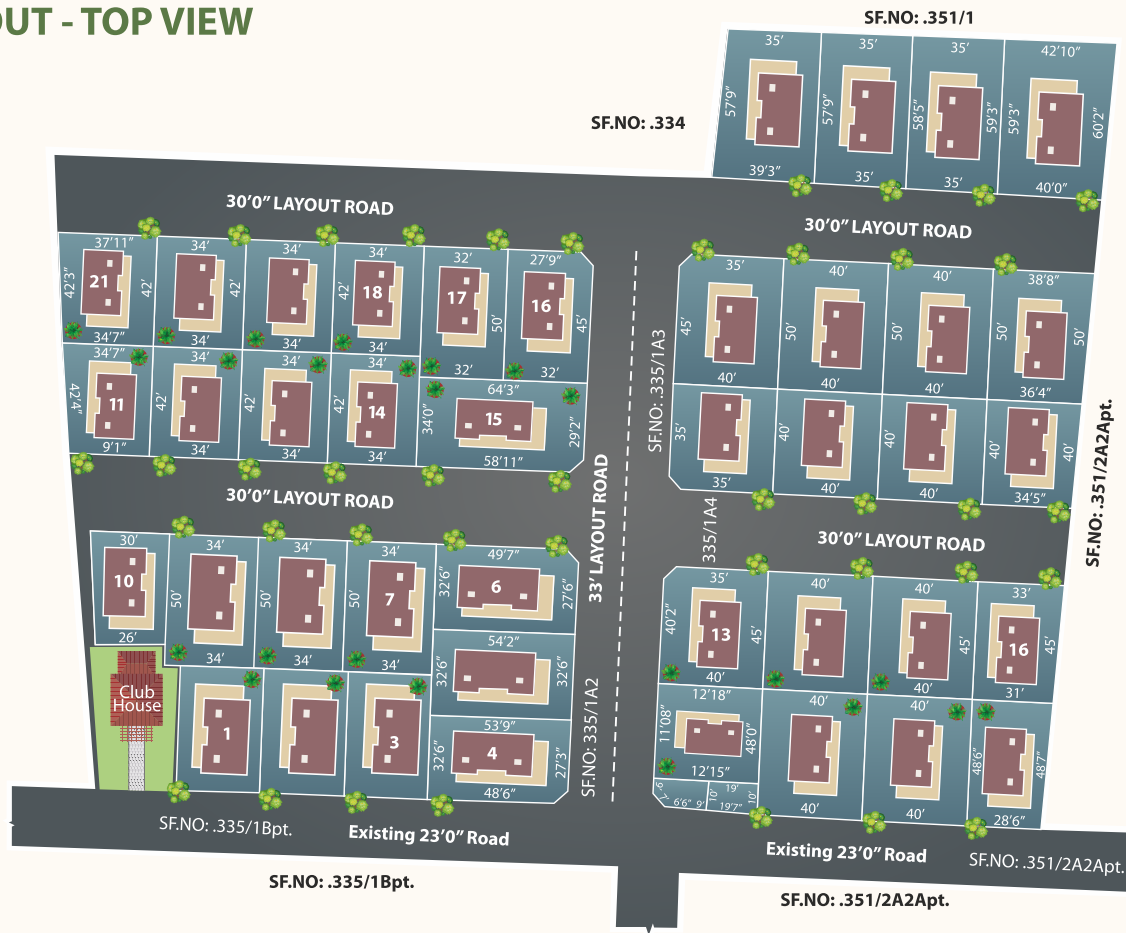 OUT - TOP VIEW
SF.NO: .351/1
35’ 35’ 35’ 42’10”
57’9” 57’9” 58’5” 59’3” 59’3” 60’2”
SF.NO: .334
39’3” 35’ 35’ 40’0”
30’0” LAYOUT ROAD
30’0” LAYOUT ROAD
37’11” 34’ 34’ 34’ 32’ 27’9”
42’3” 21 42’ 42’ 42’ 18 17 50’ 16 45’
34’7” 34’ 34’ 34’ 32’ 32’
34’7” 34’ 34’ 34’ 64’3”
42’4” 11 42’ 42’ 42’ 14 34’0” 15 29’2”
9’1” 34’ 34’ 34’ 58’11”
35’ 40’ 40’ 38’8”
45’ 50’ 50’ 50’
40’ 40’ 40’ 36’4”
35’ 40’ 40’ 40’ 40’
35’ 40’ 40’ 34’5”
SF.NO: .335/1A3
SF.NO: .351/2A2Apt.
33’ LAYOUT ROAD
335/1A4
30’0” LAYOUT ROAD
30’0” LAYOUT ROAD
30’ 34’ 34’ 34’ 49’7”
10 50’ 50’ 50’ 7 32’6” 6 27’6”
26’ 34’ 34’ 34’ 54’2”
32’6” 32’6”
Club
House
1 3
53’9”
32’6” 4 27’3”
48’6”
SF.NO: 335/1A2
35’ 40’ 40’ 33’
40’2” 13 45’ 45’ 16 45’
40’ 40’ 40’ 31’
12’18” 40’ 40’
11’08” 48’0” 48’6” 48’7”
12’15”
6’6” 9’ 10’ 19’ 19’7” 10’
40’ 40’ 28’6”
SF.NO: .335/1Bpt.
Existing 23’0” Road
Existing 23’0” Road
SF.NO: .351/2A2Apt.
SF.NO: .335/1Bpt.
SF.NO: .351/2A2Apt.